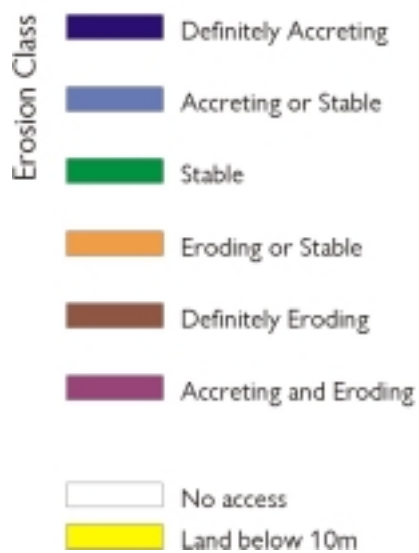 Erosion Class
Definitely Accreting
Accreting or Stable
Stable
Eroding or Stable
Definitely Eroding
Accreting and Eroding
No access
Land below 10m